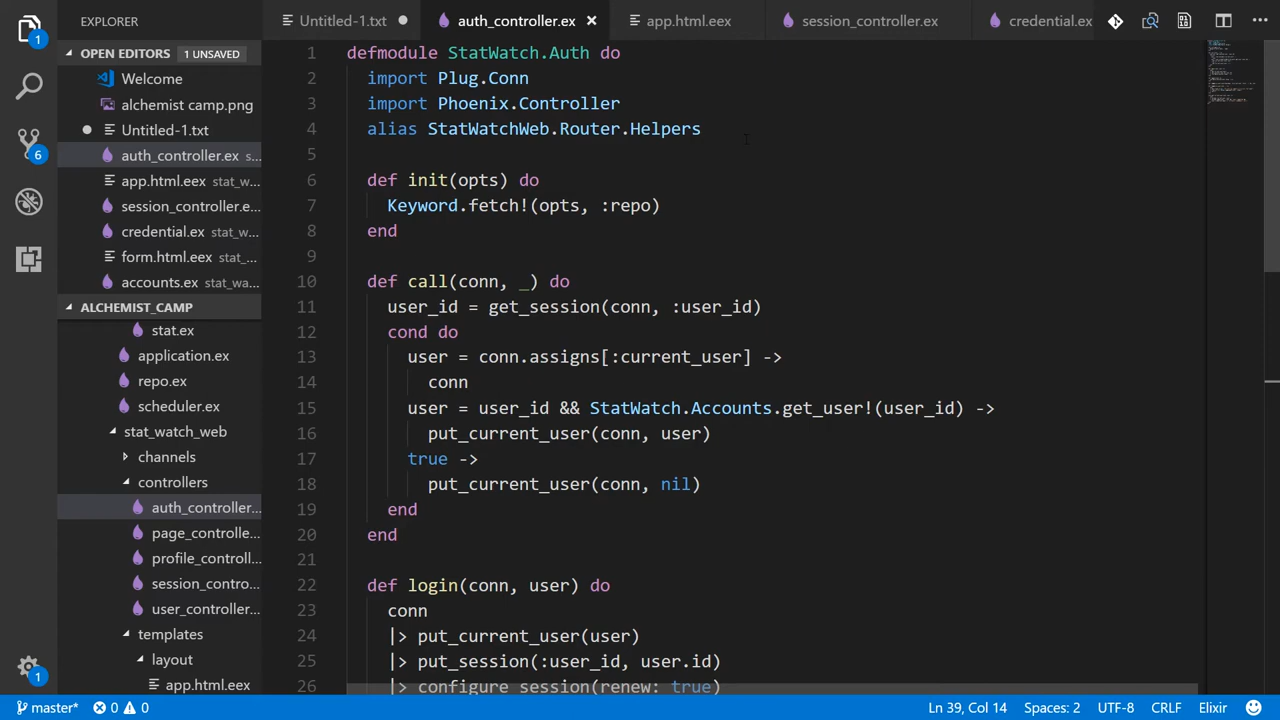 EXPLORER
Untitled-1.txt
auth_controller.ex
app.html.eex
session_controller.ex
credential.ex
OPEN EDITORS 1 UNSAVED
Welcome
alchemist camp.png
Untitled-1.txt
auth_controller.ex s...
app.html.eex stat_w...
session_controller.e...
credential.ex stat_w...
form.html.eex stat_...
accounts.ex stat_wa...
ALCHEMIST_CAMP
stat.ex
application.ex
repo.ex
scheduler.ex
stat_watch_web
channels
controllers
auth_controller...
page_controlle...
profile_controll...
session_contro...
user_controller...
templates
layout
app.html.eex
1
6
1
1 defmodule StatWatch.Auth do
2 import Plug.Conn
3 import Phoenix.Controller
4 alias StatWatchWeb.Router.Helpers
5
6 def init(opts) do
7 Keyword.fetch!(opts, :repo)
8 end
9
10 def call(conn, _) do
11 user_id = get_session(conn, :user_id)
12 cond do
13 user = conn.assigns[:current_user] ->
14 conn
15 user = user_id && StatWatch.Accounts.get_user!(user_id) ->
16 put_current_user(conn, user)
17 true ->
18 put_current_user(conn, nil)
19 end
20 end
21
22 def login(conn, user) do
23 conn
24 |> put_current_user(user)
25 |> put_session(:user_id, user.id)
26 |> configure_session(renew: true)
master* 0 0 Ln 39, Col 14 Spaces: 2 UTF-8 CRLF Elixir